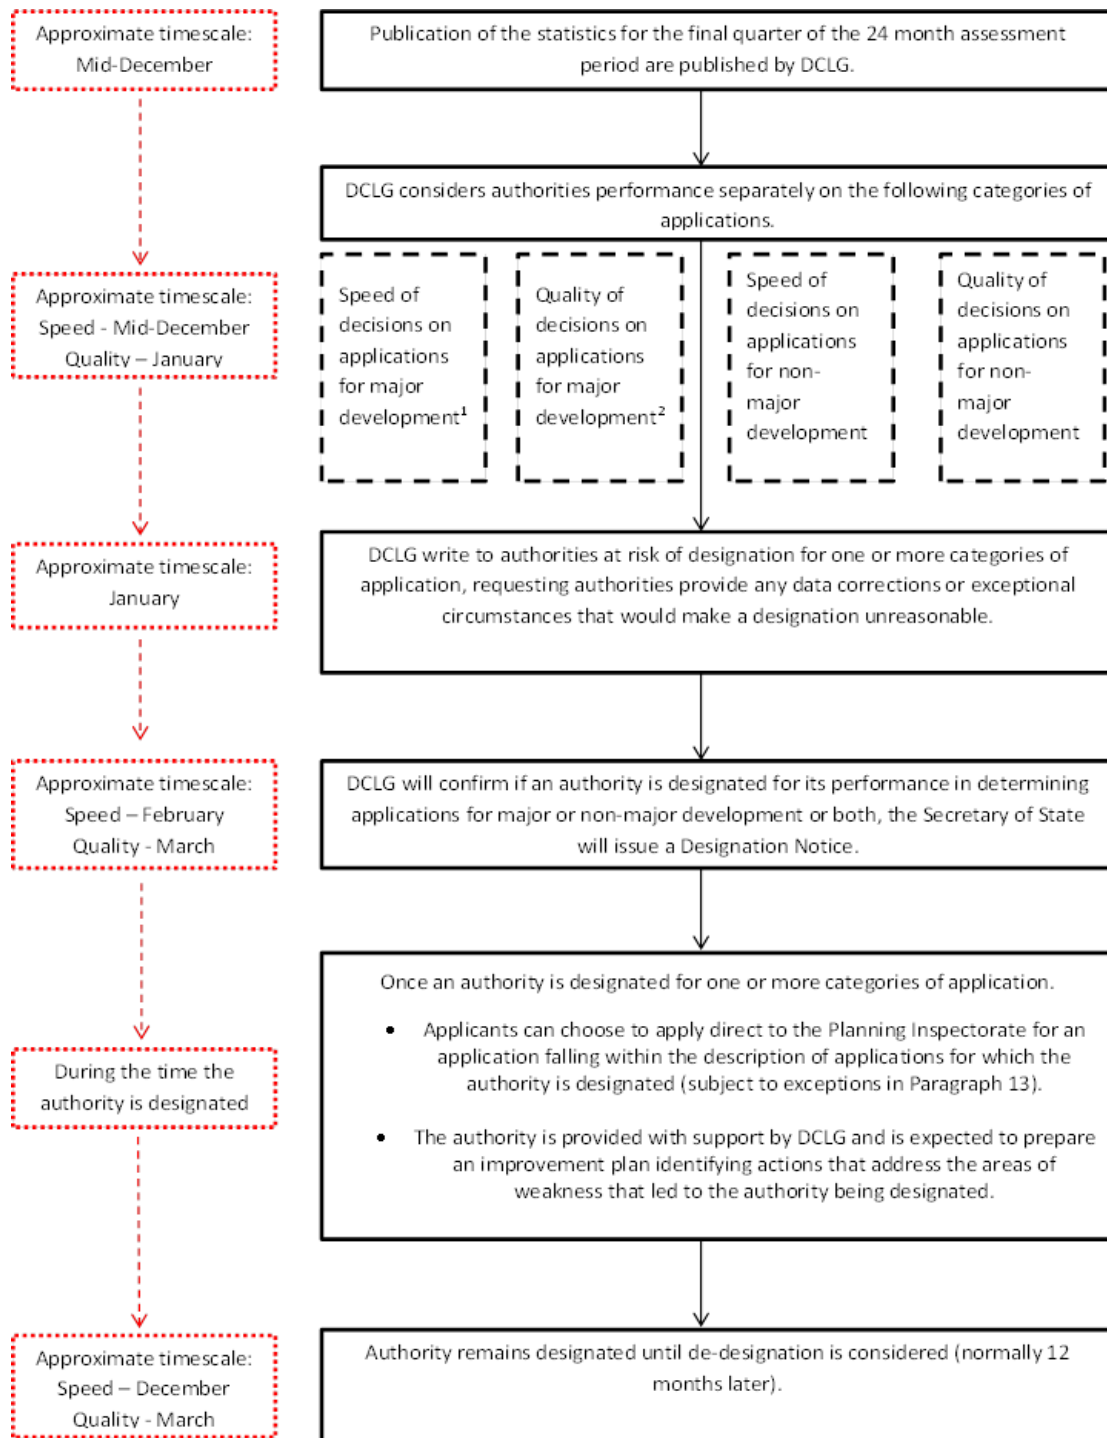 Approximate timescale:
Mid-December
Publication of the statistics for the final quarter of the 24 month assessment
period are published by DCLG.
DCLG considers authorities performance separately on the following categories of
applications.
Approximate timescale:
Speed - Mid-December
Quality – January
Speed of
decisions on
applications
for major
development¹
Quality of
decisions on
applications
for major
development²
Speed of
decisions on
applications
for non-
major
development
Quality of
decisions on
applications
for non-
major
development
Approximate timescale:
January
DCLG write to authorities at risk of designation for one or more categories of
application, requesting authorities provide any data corrections or exceptional
circumstances that would make a designation unreasonable.
Approximate timescale:
Speed – February
Quality - March
DCLG will confirm if an authority is designated for its performance in determining
applications for major or non-major development or both, the Secretary of State
will issue a Designation Notice.
During the time the
authority is designated
Once an authority is designated for one or more categories of application.
• Applicants can choose to apply direct to the Planning Inspectorate for an
application falling within the description of applications for which the
authority is designated (subject to exceptions in Paragraph 13).
• The authority is provided with support by DCLG and is expected to prepare
an improvement plan identifying actions that address the areas of
weakness that led to the authority being designated.
Approximate timescale:
Speed – December
Quality - March
Authority remains designated until de-designation is considered (normally 12
months later).